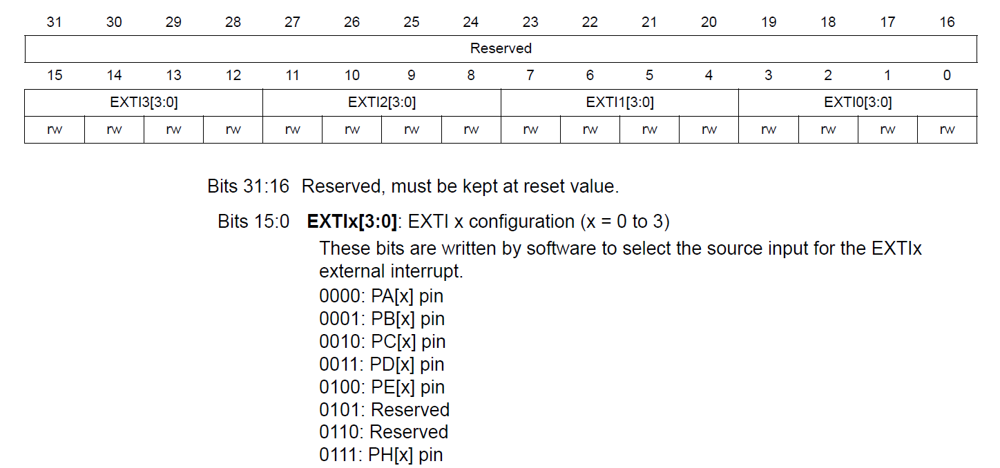 31 30 29 28 27 26 25 24 23 22 21 20 19 18 17 16
Reserved
15 14 13 12 11 10 9 8 7 6 5 4 3 2 1 0
EXTI3[3:0] EXTI2[3:0] EXTI1[3:0] EXTI0[3:0]
rw rw rw rw rw rw rw rw rw rw rw rw rw rw rw rw
Bits 31:16 Reserved, must be kept at reset value.
Bits 15:0 EXTIx[3:0]: EXTI x configuration (x = 0 to 3)
These bits are written by software to select the source input for the EXTIx
external interrupt.
0000: PA[x] pin
0001: PB[x] pin
0010: PC[x] pin
0011: PD[x] pin
0100: PE[x] pin
0101: Reserved
0110: Reserved
0111: PH[x] pin